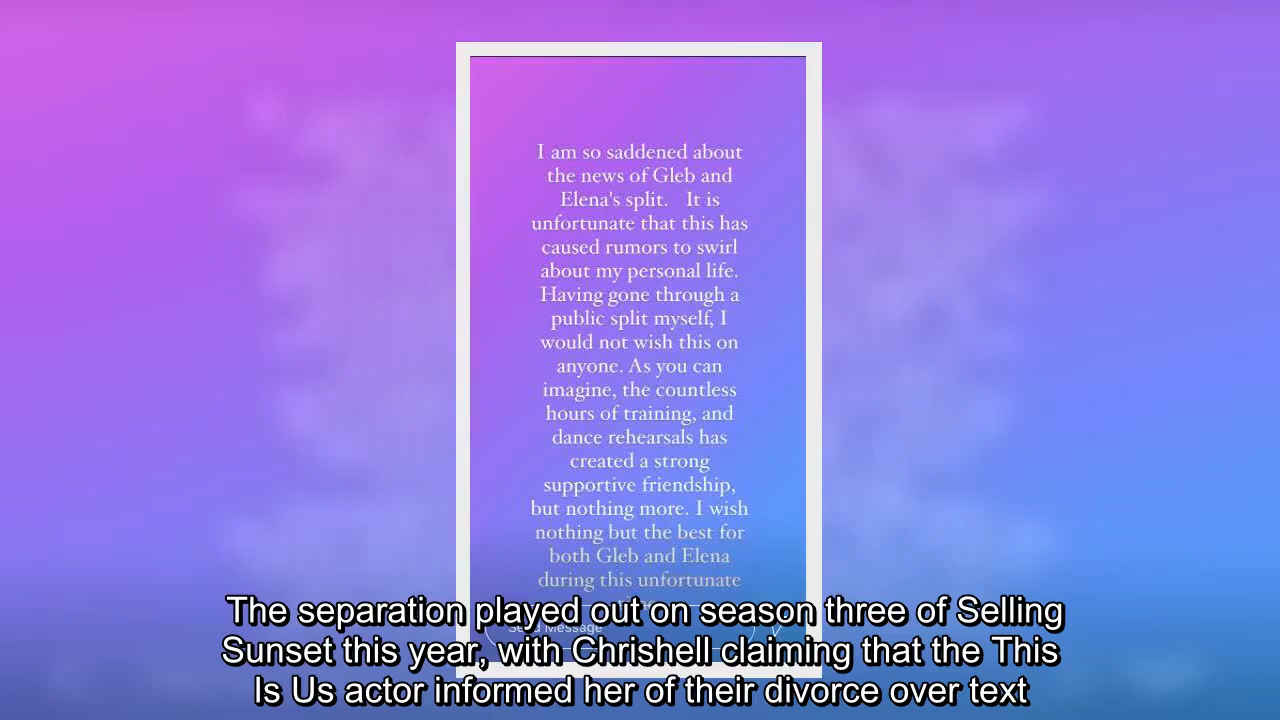 I am so saddened about
the news of Gleb and
Elena's split. It is
unfortunate that this has
caused rumors to swirl
about my personal life.
Having gone through a
public split myself, I
would not wish this on
anyone. As you can
imagine, the countless
hours of training, and
dance rehearsals has
created a strong
supportive friendship,
but nothing more. I wish
nothing but the best for
both Gleb and Elena
during this unfortunate
Send Message
The separation played out on season three of Selling
Sunset this year, with Chrishell claiming that the This
Is Us actor informed her of their divorce over text